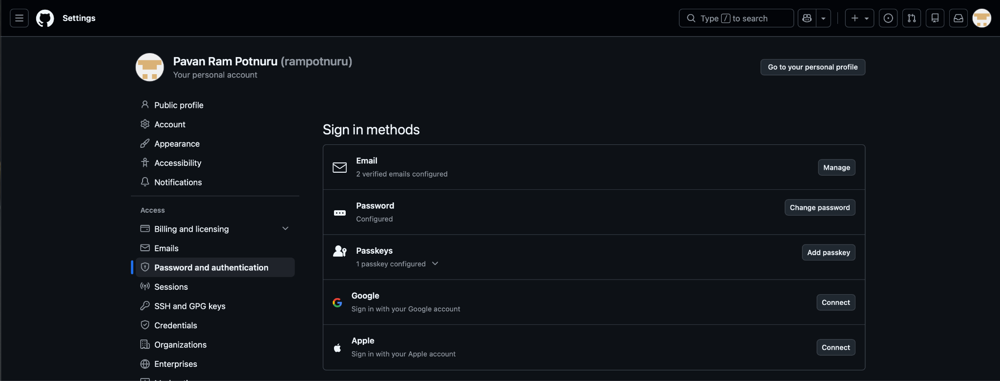 Settings
Type / to search
Pavan Ram Potnuru (rampotnuru)
Your personal account
Go to your personal profile
Public profile
Account
Appearance
Accessibility
Notifications
Access
Billing and licensing
Emails
Password and authentication
Sessions
SSH and GPG keys
Credentials
Organizations
Enterprises
Sign in methods
Email
2 verified emails configured
Manage
Password
Configured
Change password
Passkeys
1 passkey configured
Add passkey
Google
Sign in with your Google account
Connect
Apple
Sign in with your Apple account
Connect